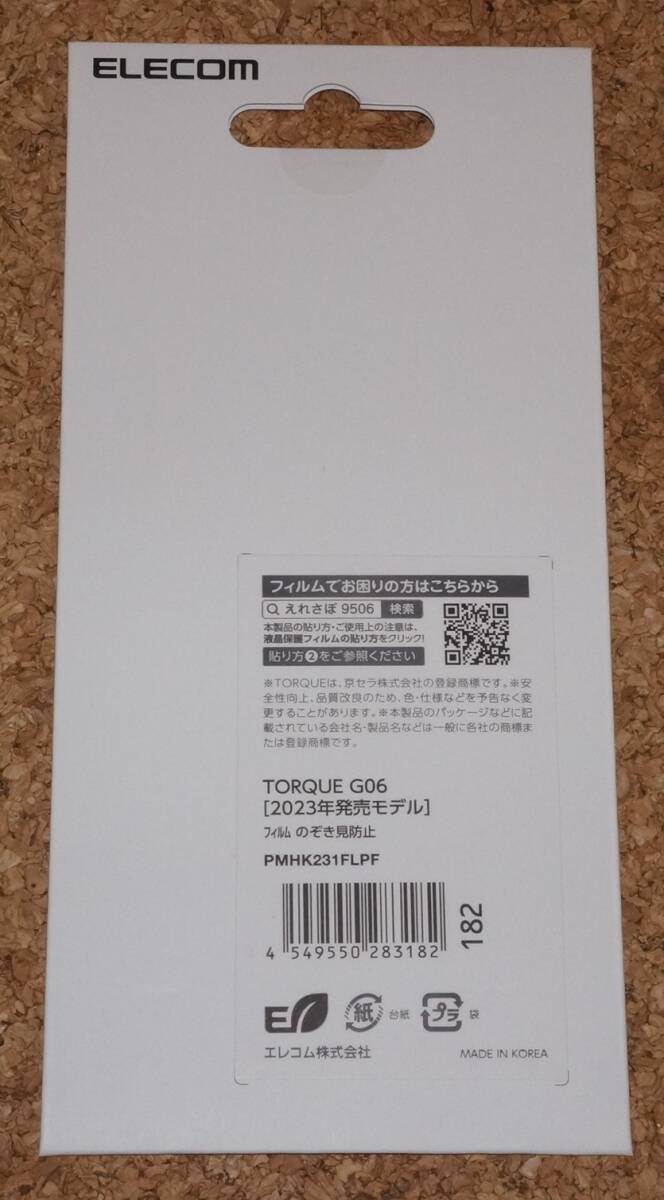 ELECOM
フィルムでお困りの方はこちらから
えれさぽ 9506 検索
本製品の貼り方・ご使用上の注意は、
液晶保護フィルムの貼り方をクリック!
貼り方❷をご参照ください
※TORQUEは、京セラ株式会社の登録商標です。※安
全性向上、品質改良のため、色・仕様などを予告なく変
更することがあります。※本製品のパッケージなどに記
載されている会社名・製品名などは一般に各社の商標ま
たは登録商標です。
TORQUE G06
[2023年発売モデル]
フィルム のぞき見防止
PMHK231FLPF
4 549550 283182
182
紙 台紙 プラ 袋
エレコム株式会社 MADE IN KOREA